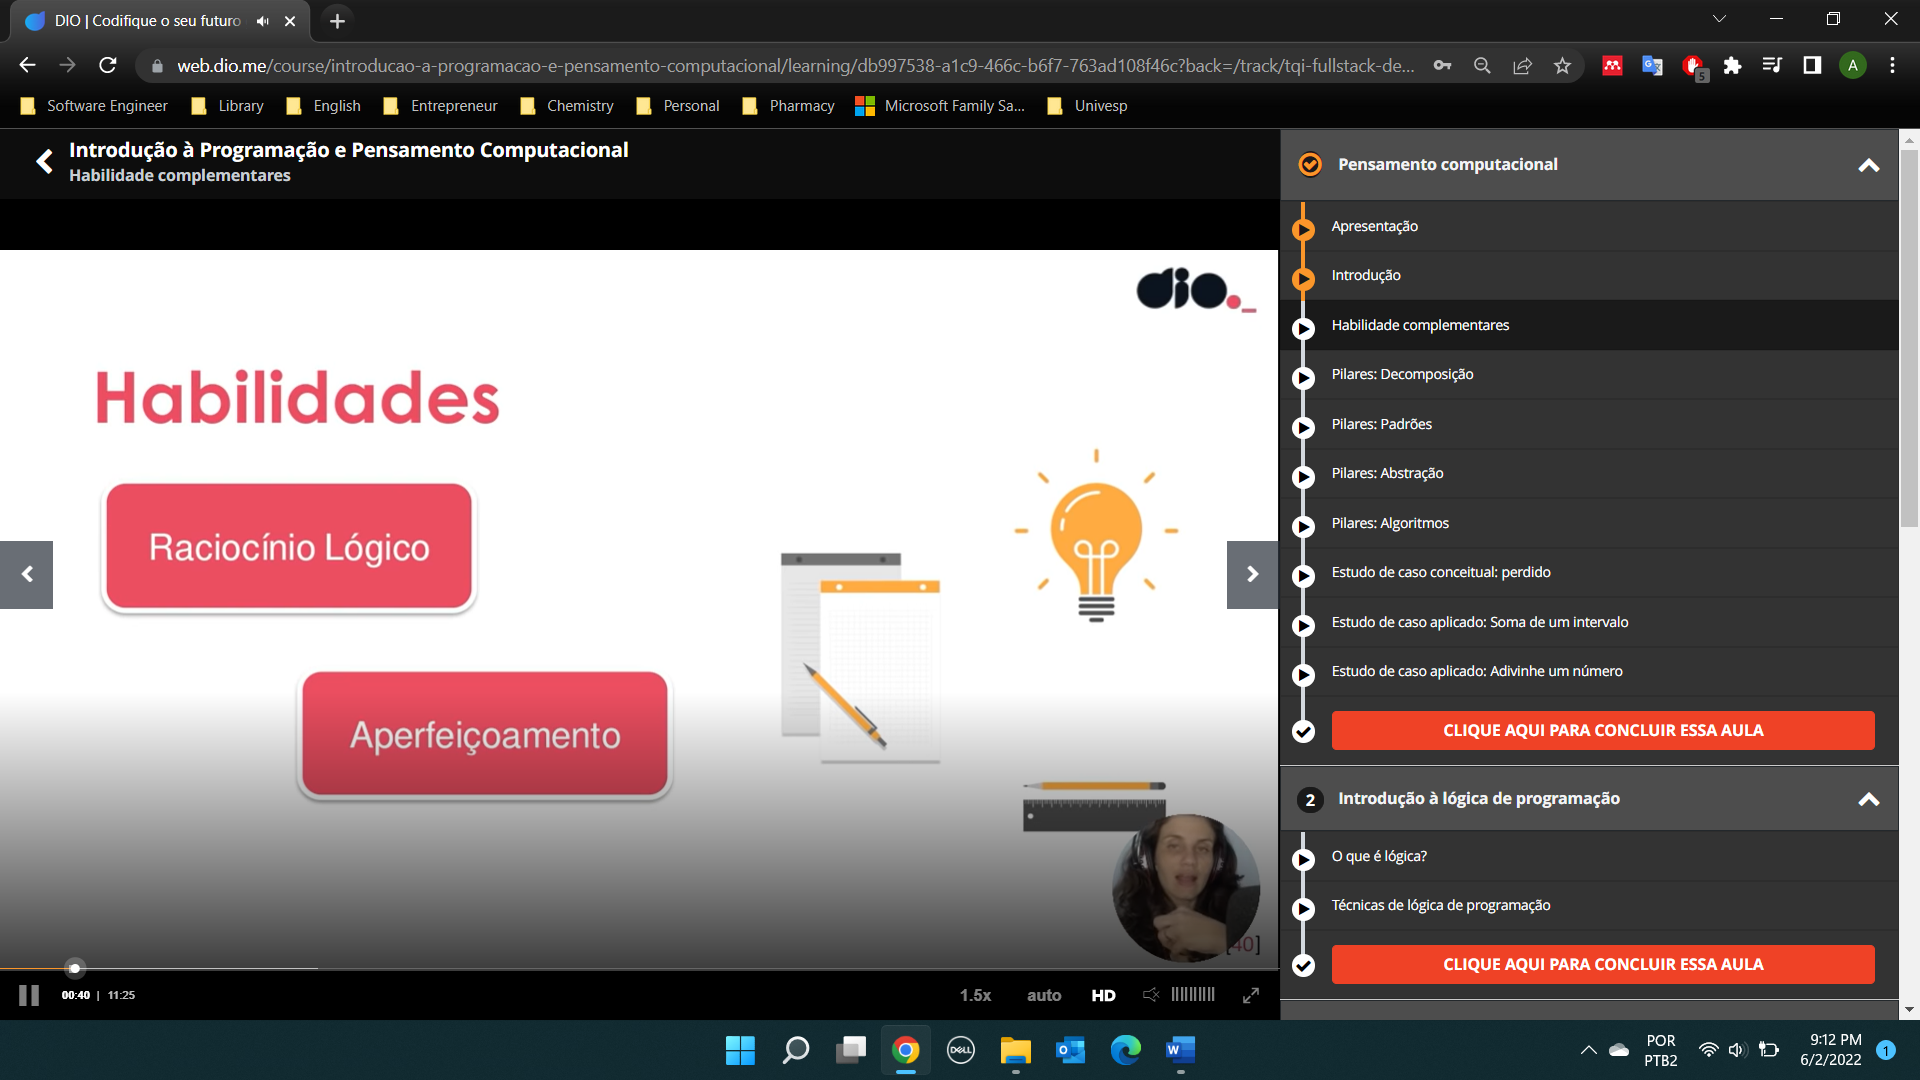 DIO | Codifique o seu futuro
web.dio.me/course/introducao-a-programacao-e-pensamento-computacional/learning/db997538-a1c9-466c-b6f7-763ad108f46c?back=/track/tqi-fullstack-de...
5
A
Software Engineer
Library
English
Entrepreneur
Chemistry
Personal
Pharmacy
Microsoft Family Sa...
Univesp
Introdução à Programação e Pensamento Computacional
Habilidade complementares
dio._
Habilidades
Raciocínio Lógico
Aperfeiçoamento
00:40 | 11:25
1.5x
auto
HD
Pensamento computacional
Apresentação
Introdução
Habilidade complementares
Pilares: Decomposição
Pilares: Padrões
Pilares: Abstração
Pilares: Algoritmos
Estudo de caso conceitual: perdido
Estudo de caso aplicado: Soma de um intervalo
Estudo de caso aplicado: Adivinhe um número
CLIQUE AQUI PARA CONCLUIR ESSA AULA
2 Introdução à lógica de programação
O que é lógica?
Técnicas de lógica de programação
CLIQUE AQUI PARA CONCLUIR ESSA AULA
DELL
W
POR
PTB2
9:12 PM
6/2/2022
1